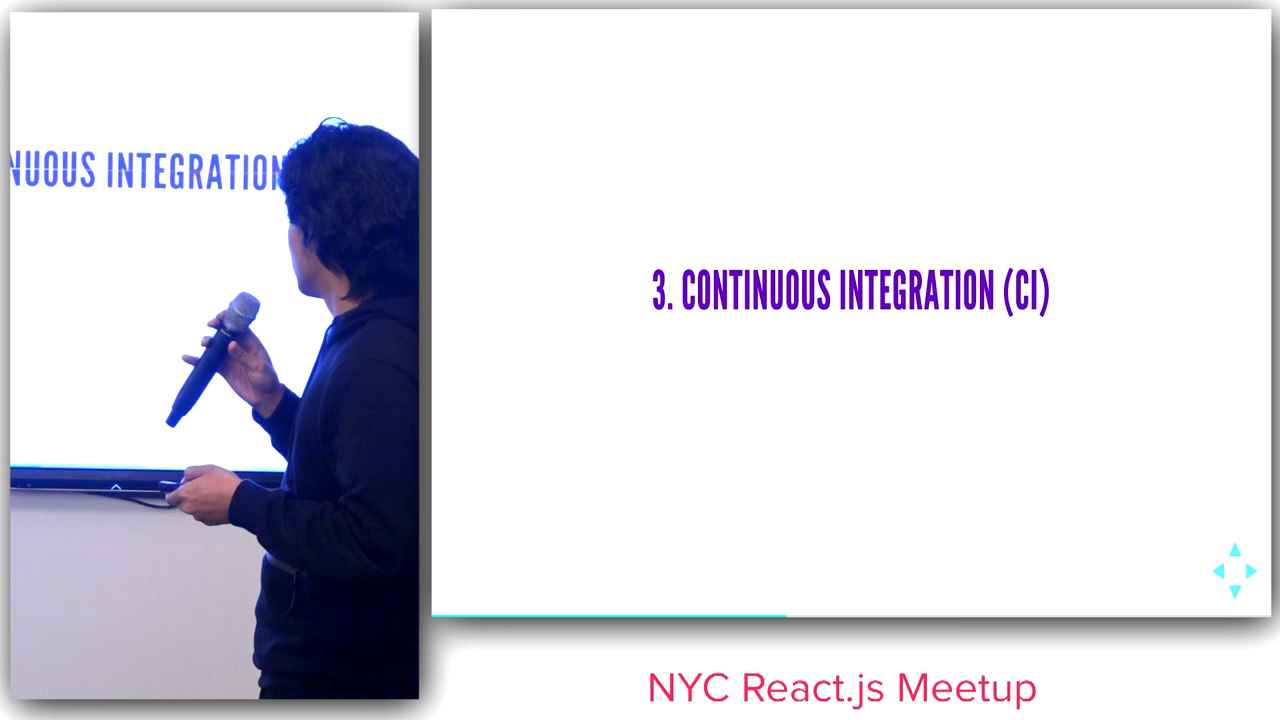 NUOUS INTEGRATION
3. CONTINUOUS INTEGRATION (CI)
NYC React.js Meetup